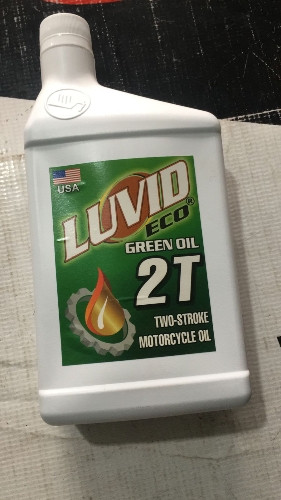 USA
LUVID®
ECO
GREEN OIL
2T
TWO-STROKE
MOTORCYCLE OIL